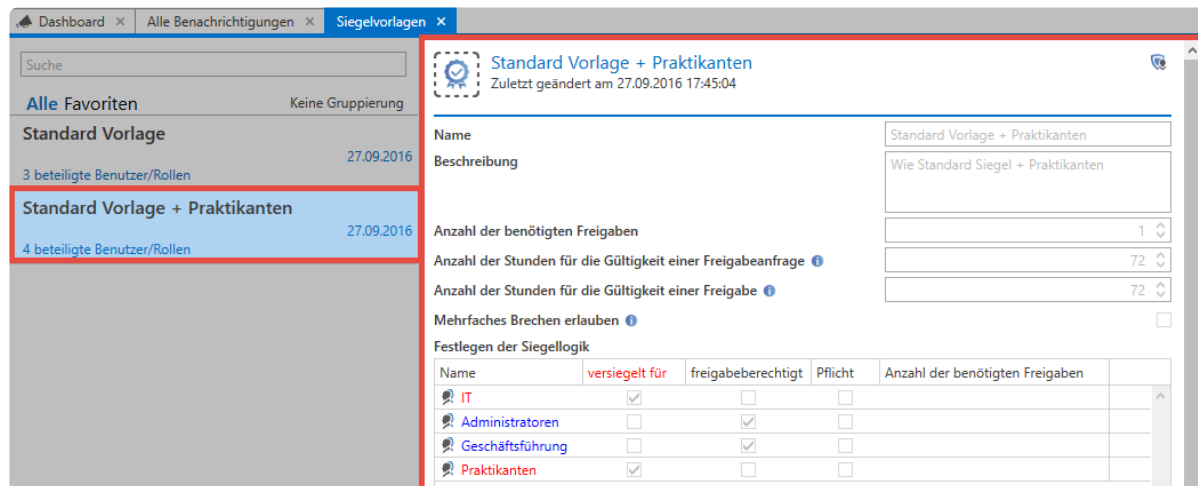 Dashboard × Alle Benachrichtigungen × Siegelvorlagen ×
Suche
Alle Favoriten Keine Gruppierung
Standard Vorlage
27.09.2016
3 beteiligte Benutzer/Rollen
Standard Vorlage + Praktikanten
27.09.2016
4 beteiligte Benutzer/Rollen
Standard Vorlage + Praktikanten
Zuletzt geändert am 27.09.2016 17:45:04
Name Standard Vorlage + Praktikanten
Beschreibung Wie Standard Siegel + Praktikanten
Anzahl der benötigten Freigaben 1
Anzahl der Stunden für die Gültigkeit einer Freigabeanfrage 72
Anzahl der Stunden für die Gültigkeit einer Freigabe 72
Mehrfaches Brechen erlauben
Festlegen der Siegellogik
Name versiegelt für freigabeberechtigt Pflicht Anzahl der benötigten Freigaben
IT
Administratoren
Geschäftsführung
Praktikanten